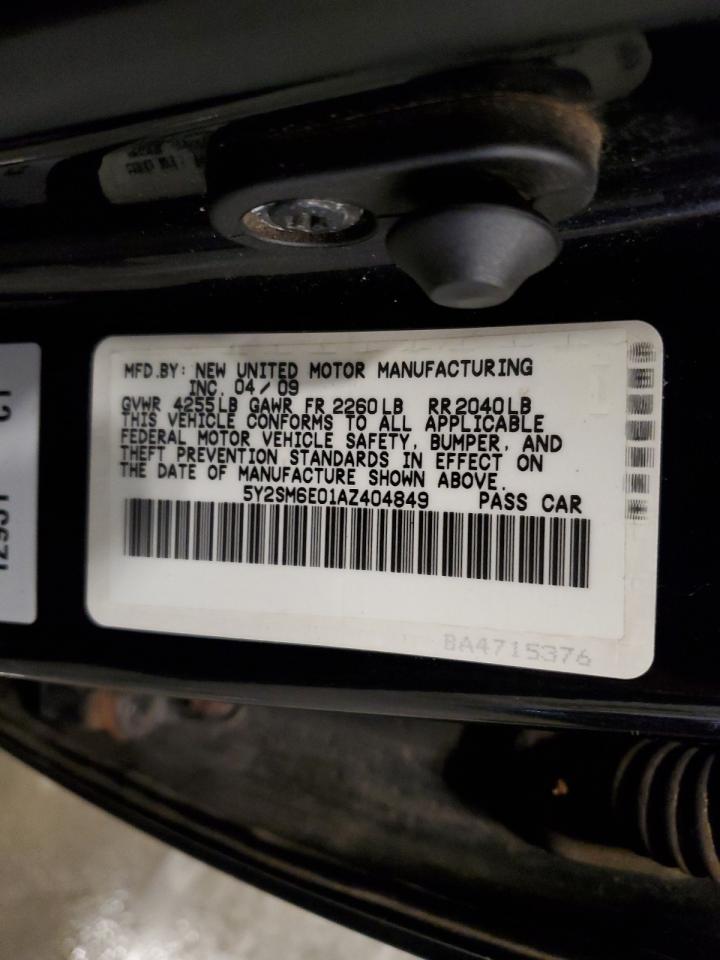 MFD.BY: NEW UNITED MOTOR MANUFACTURING
INC. 04/09
GVWR 4255LB GAWR FR 2260LB RR2040LB
THIS VEHICLE CONFORMS TO ALL APPLICABLE
FEDERAL MOTOR VEHICLE SAFETY, BUMPER, AND
THEFT PREVENTION STANDARDS IN EFFECT ON
THE DATE OF MANUFACTURE SHOWN ABOVE.
5Y2SM6E01AZ404849 PASS CAR
BA4715376